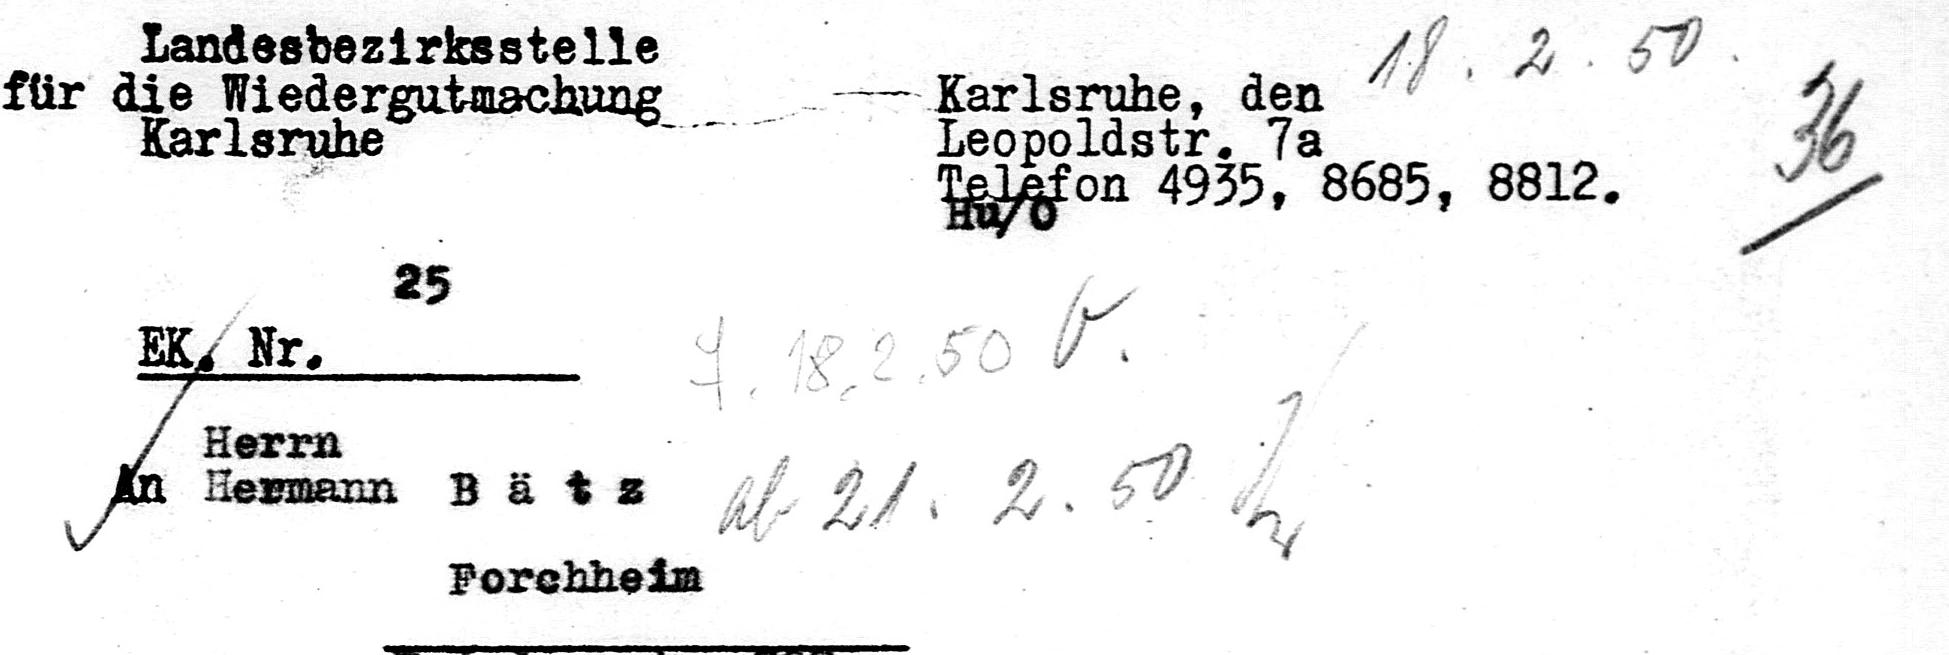 Landesbezirksstelle
für die Wiedergutmachung
Karlsruhe
Karlsruhe, den 18. 2. 50.
Leopoldstr. 7a
Telefon 4935, 8685, 8812.
Hu/O
36
25
EK. Nr.
7. 18.2.50
Herrn
An Hermann B ä t z
ab 21. 2. 50
Forchheim